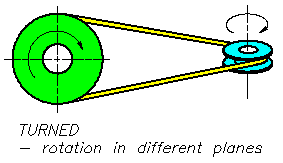 TURNED
– rotation in different planes